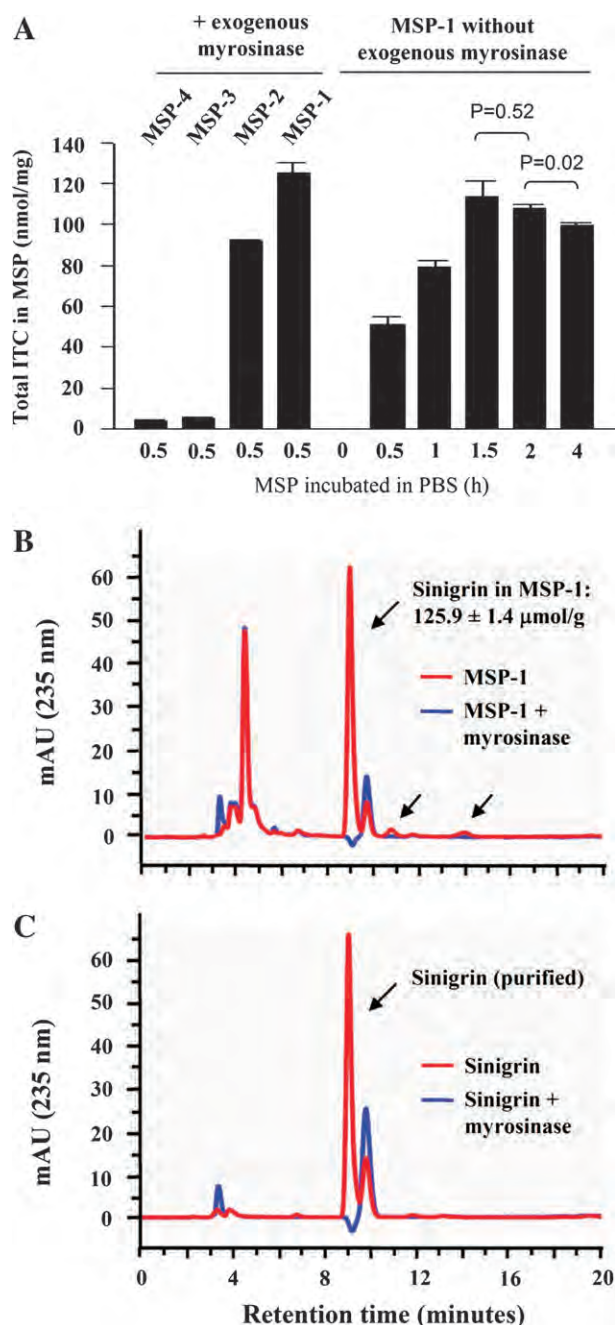 A
+ exogenous
myrosinase
MSP-1 without
exogenous myrosinase
MSP-4
MSP-3
MSP-2
MSP-1
P=0.52
P=0.02
Total ITC in MSP (nmol/mg)
140
120
100
80
60
40
20
0
0.5 0.5 0.5 0.5 0 0.5 1 1.5 2 4
MSP incubated in PBS (h)
B
mAU (235 nm)
60
50
40
30
20
10
0
Sinigrin in MSP-1:
125.9 ± 1.4 μmol/g
MSP-1
MSP-1 +
myrosinase
C
mAU (235 nm)
60
50
40
30
20
10
0
Sinigrin (purified)
Sinigrin
Sinigrin +
myrosinase
0 4 8 12 16 20
Retention time (minutes)